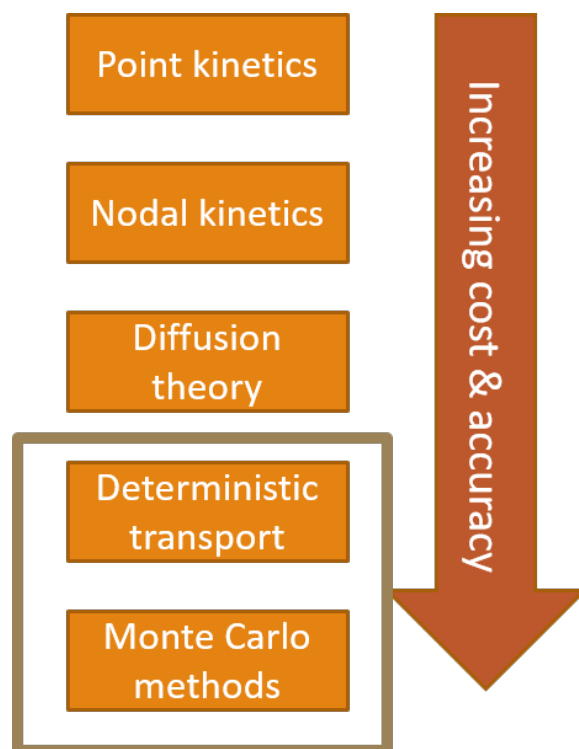 Point kinetics
Nodal kinetics
Diffusion
theory
Deterministic
transport
Monte Carlo
methods
Increasing cost & accuracy